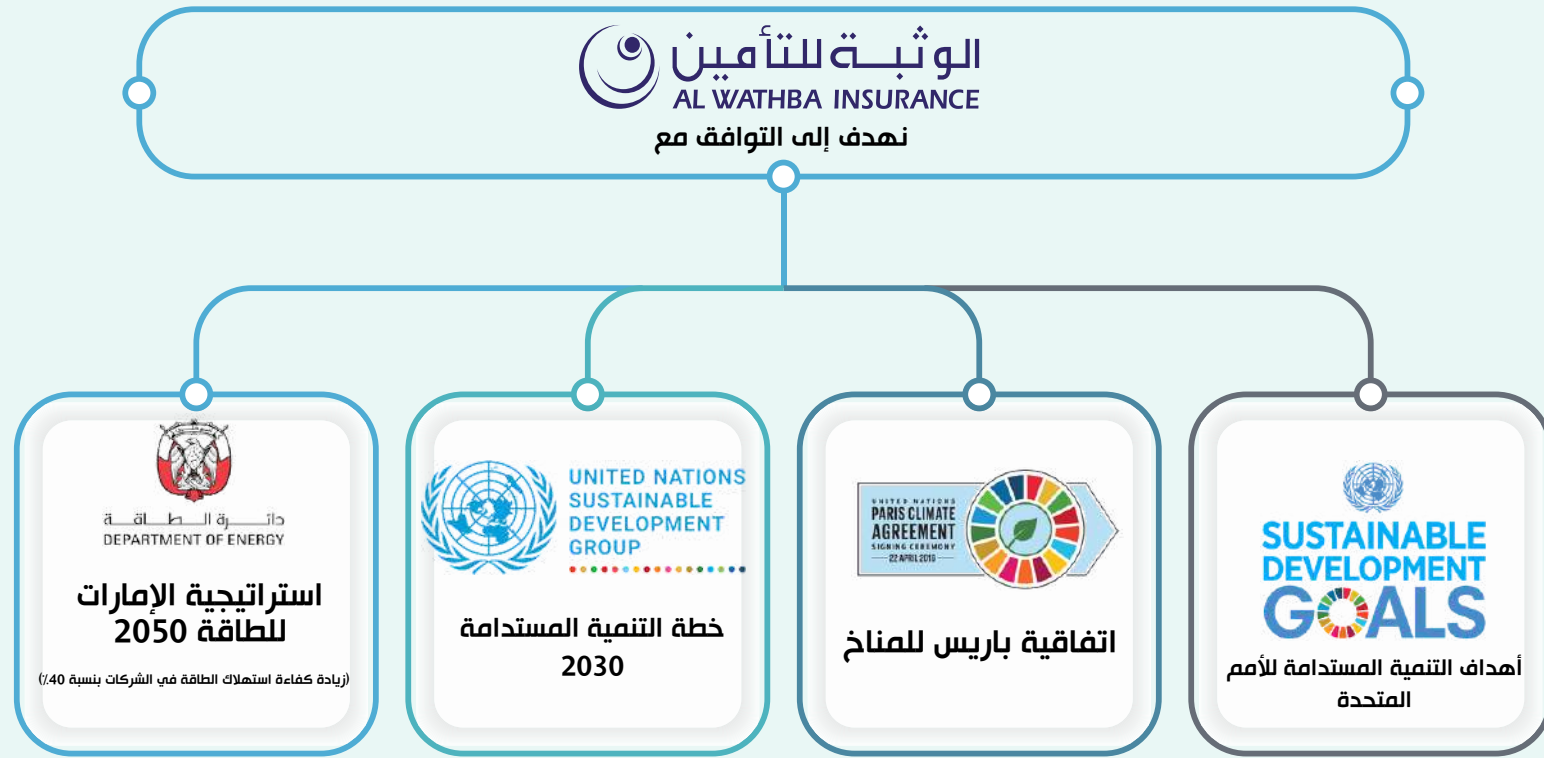 الوثبة للتأمين
AL WATHBA INSURANCE
نهدف إلى التوافق مع
SUSTAINABLE
DEVELOPMENT
GOALS
أهداف التنمية المستدامة للأمم
المتحدة
UNITED NATIONS
PARIS CLIMATE
AGREEMENT
SIGNING CEREMONY
22 APRIL 2016
اتفاقية باريس للمناخ
UNITED NATIONS
SUSTAINABLE
DEVELOPMENT
GROUP
خطة التنمية المستدامة
2030
دائرة الطاقة
DEPARTMENT OF ENERGY
استراتيجية الإمارات
للطاقة 2050
(زيادة كفاءة استهلاك الطاقة في الشركات بنسبة 40٪)